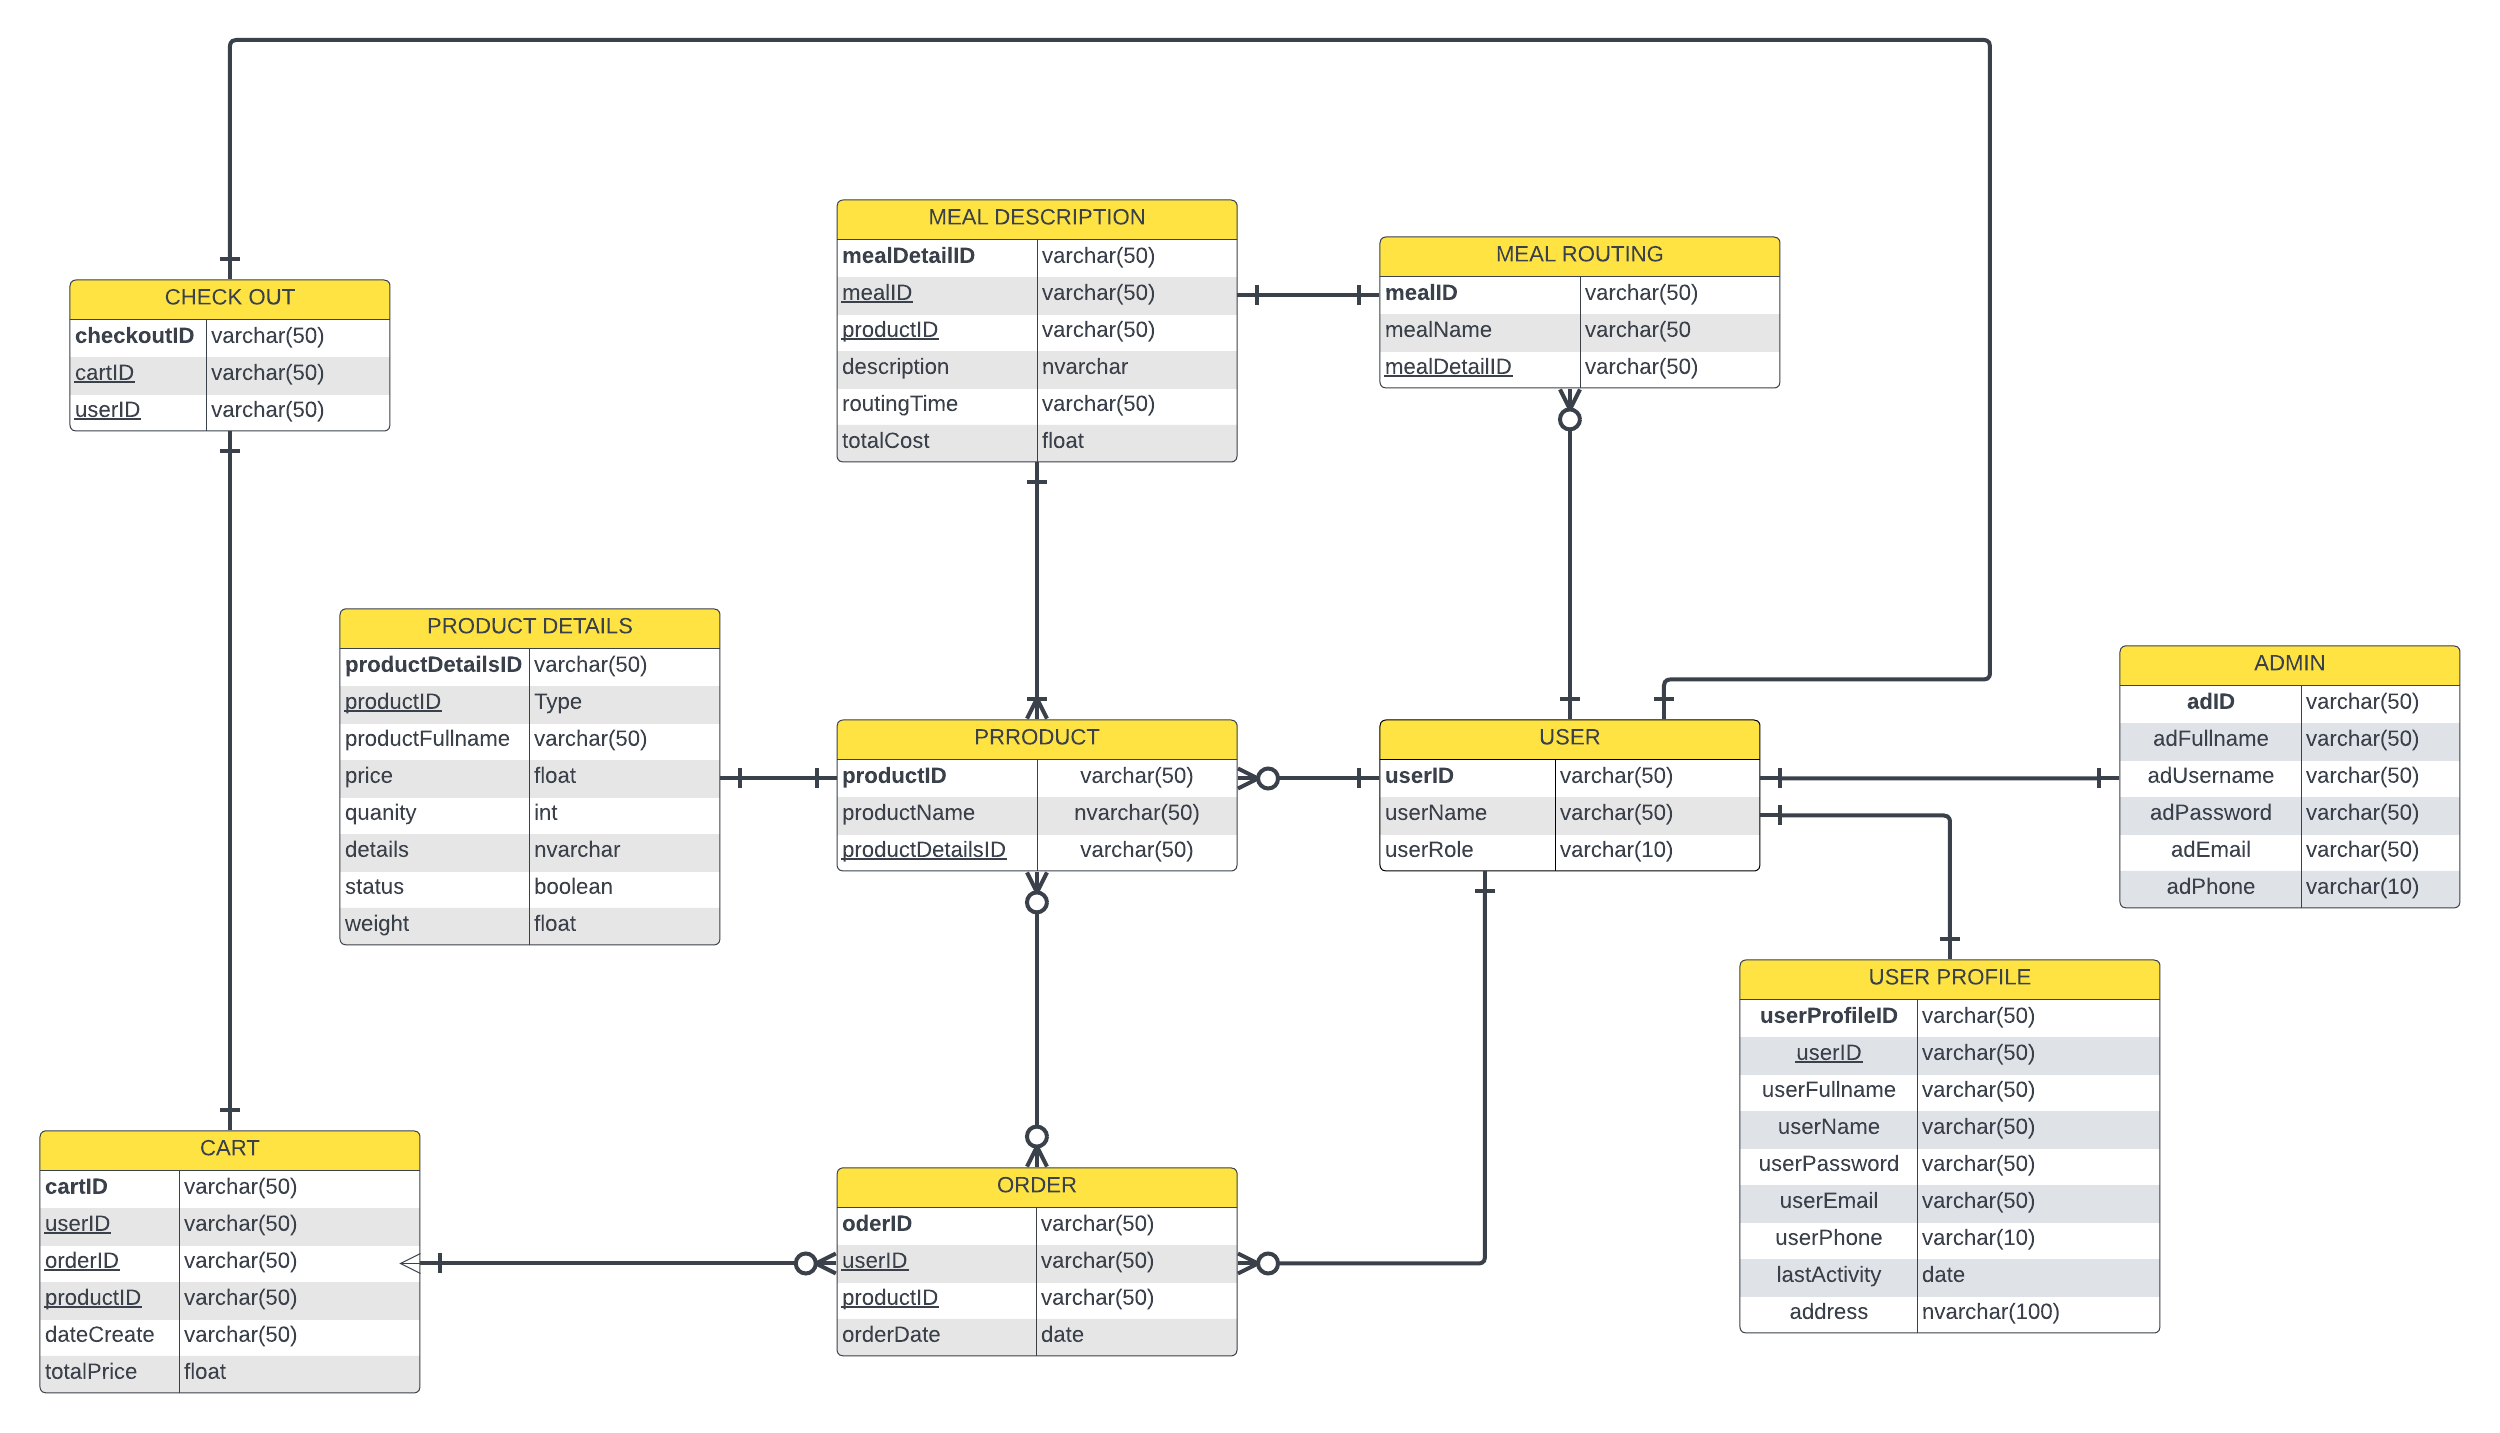 MEAL DESCRIPTION
mealDetailID varchar(50)
mealID varchar(50)
productID varchar(50)
description nvarchar
routingTime varchar(50)
totalCost float
MEAL ROUTING
mealID varchar(50)
mealName varchar(50
mealDetailID varchar(50)
CHECK OUT
checkoutID varchar(50)
cartID varchar(50)
userID varchar(50)
PRODUCT DETAILS
productDetailsID varchar(50)
productID Type
productFullname varchar(50)
price float
quanity int
details nvarchar
status boolean
weight float
PRRODUCT
productID varchar(50)
productName nvarchar(50)
productDetailsID varchar(50)
USER
userID varchar(50)
userName varchar(50)
userRole varchar(10)
ADMIN
adID varchar(50)
adFullname varchar(50)
adUsername varchar(50)
adPassword varchar(50)
adEmail varchar(50)
adPhone varchar(10)
USER PROFILE
userProfileID varchar(50)
userID varchar(50)
userFullname varchar(50)
userName varchar(50)
userPassword varchar(50)
userEmail varchar(50)
userPhone varchar(10)
lastActivity date
address nvarchar(100)
CART
cartID varchar(50)
userID varchar(50)
orderID varchar(50)
productID varchar(50)
dateCreate varchar(50)
totalPrice float
ORDER
oderID varchar(50)
userID varchar(50)
productID varchar(50)
orderDate date